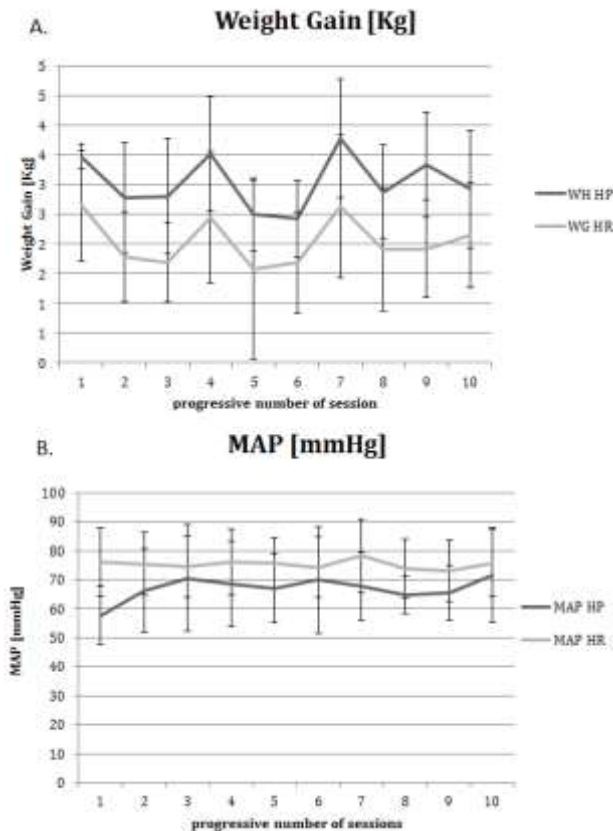 A.
Weight Gain [Kg]
5
5
4
4
3
3
2
2
1
1
0
Weight Gain [Kg]
WH HP
WG HR
1 2 3 4 5 6 7 8 9 10
progressive number of session
B.
MAP [mmHg]
100
90
80
70
60
50
40
30
20
10
0
MAP [mmHg]
MAP HP
MAP HR
1 2 3 4 5 6 7 8 9 10
progressive number of sessions